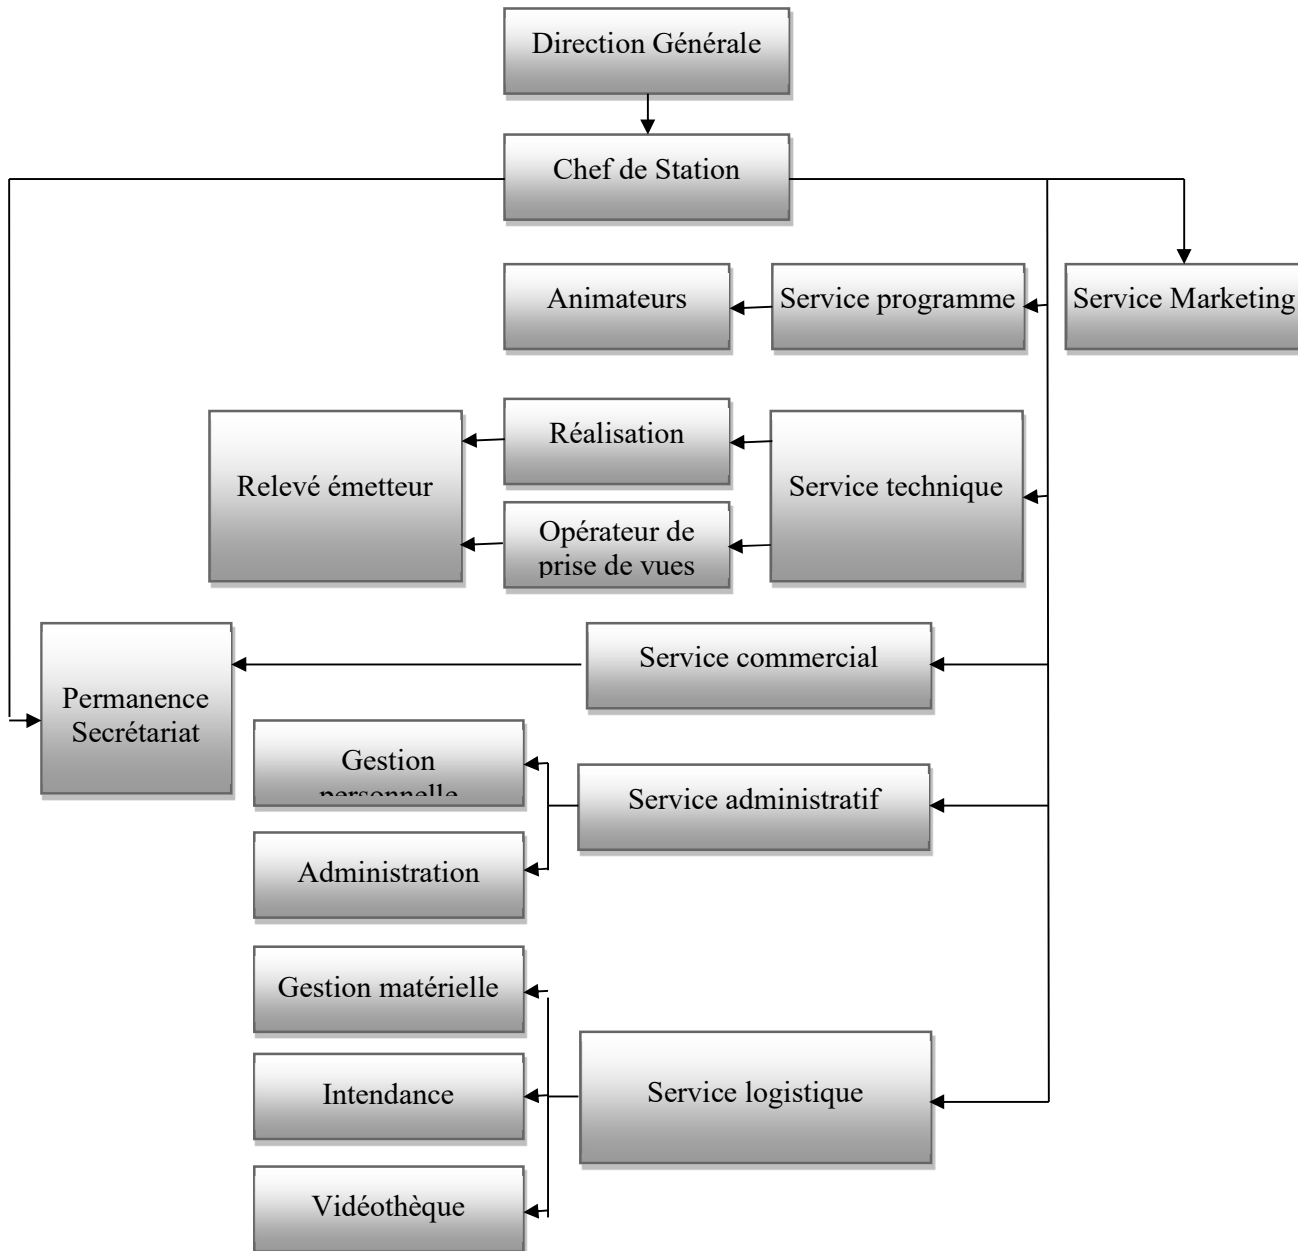 Direction Générale
Chef de Station
Animateurs
Service programme
Service Marketing
Relevé émetteur
Réalisation
Opérateur de
prise de vues
Service technique
Permanence
Secrétariat
Service commercial
Gestion
personnelle
Service administratif
Administration
Gestion matérielle
Intendance
Vidéothèque
Service logistique